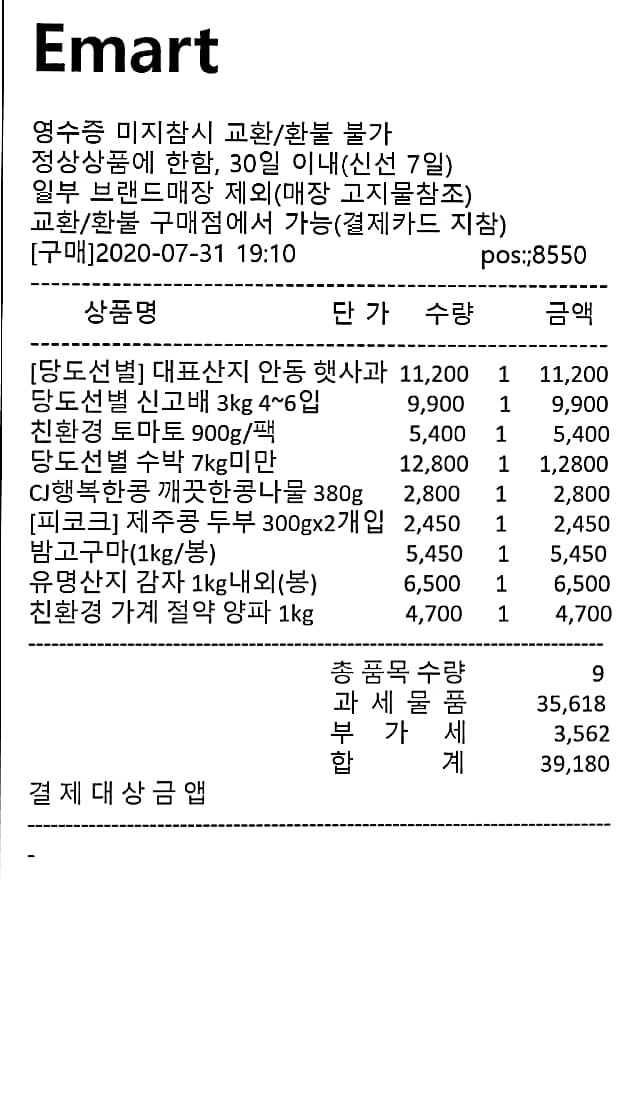 Emart
영수증 미지참시 교환/환불 불가
정상상품에 한함, 30일 이내(신선 7일)
일부 브랜드매장 제외(매장 고지물참조)
교환/환불 구매점에서 가능(결제카드 지참)
[구매]2020-07-31 19:10 pos:;8550
상품명 단 가 수량 금액
[당도선별] 대표산지 안동 햇사과 11,200 1 11,200
당도선별 신고배 3kg 4~6입 9,900 1 9,900
친환경 토마토 900g/팩 5,400 1 5,400
당도선별 수박 7kg미만 12,800 1 1,2800
CJ행복한콩 깨끗한콩나물 380g 2,800 1 2,800
[피코크] 제주콩 두부 300gx2개입 2,450 1 2,450
밤고구마(1kg/봉) 5,450 1 5,450
유명산지 감자 1kg내외(봉) 6,500 1 6,500
친환경 가계 절약 양파 1kg 4,700 1 4,700
총 품목 수량 9
과 세 물 품 35,618
부 가 세 3,562
합 계 39,180
결 제 대 상 금 앱
-